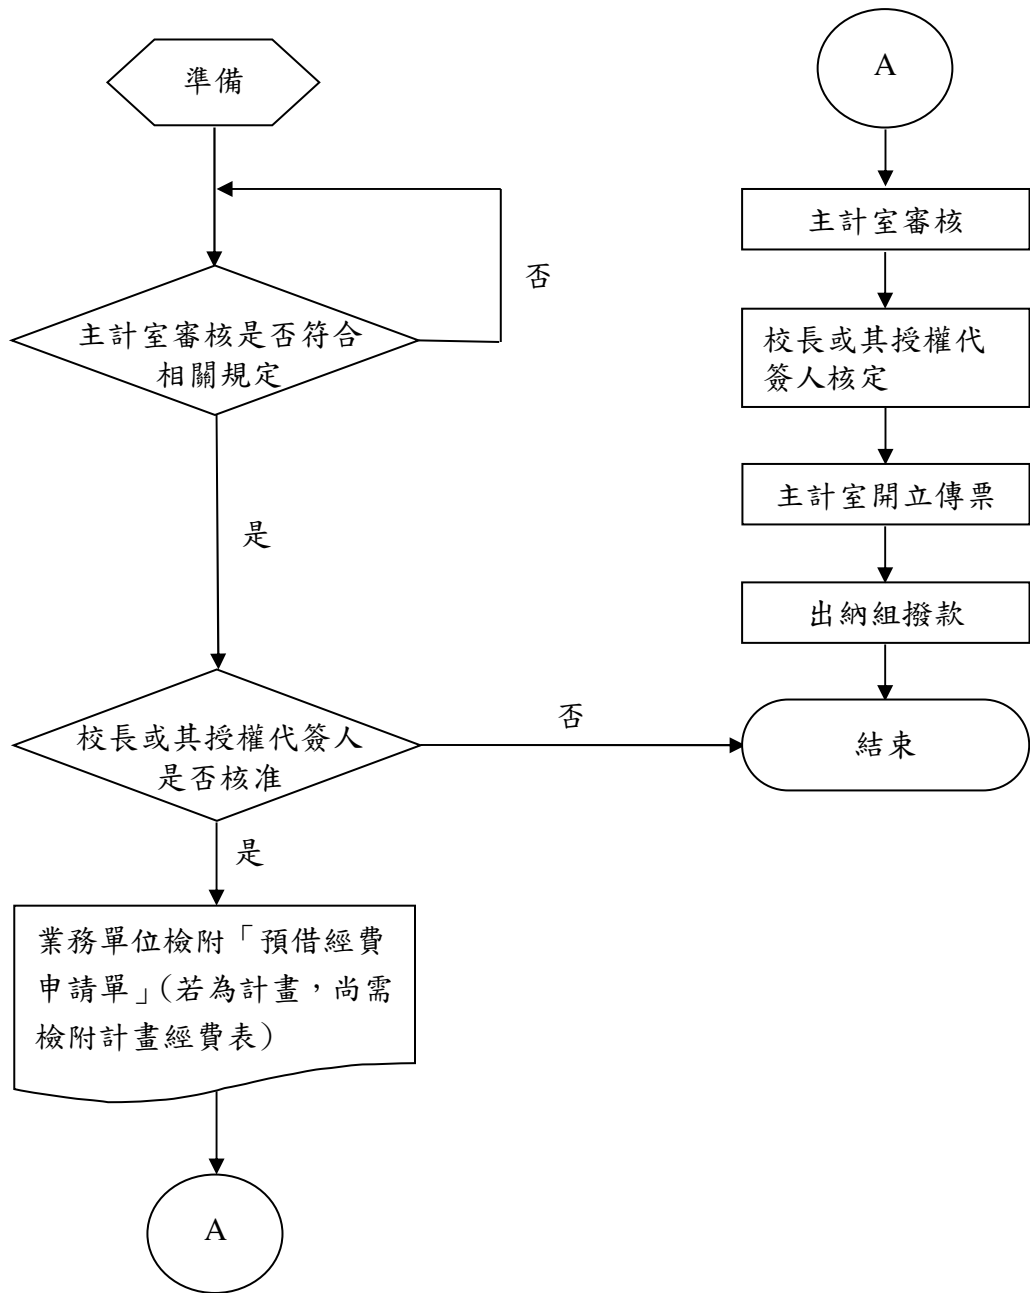 準備
否
主計室審核是否符合
相關規定
是
校長或其授權代簽人
是否核准
否
是
業務單位檢附「預借經費
申請單」(若為計畫，尚需
檢附計畫經費表)
A
A
主計室審核
校長或其授權代
簽人核定
主計室開立傳票
出納組撥款
結束